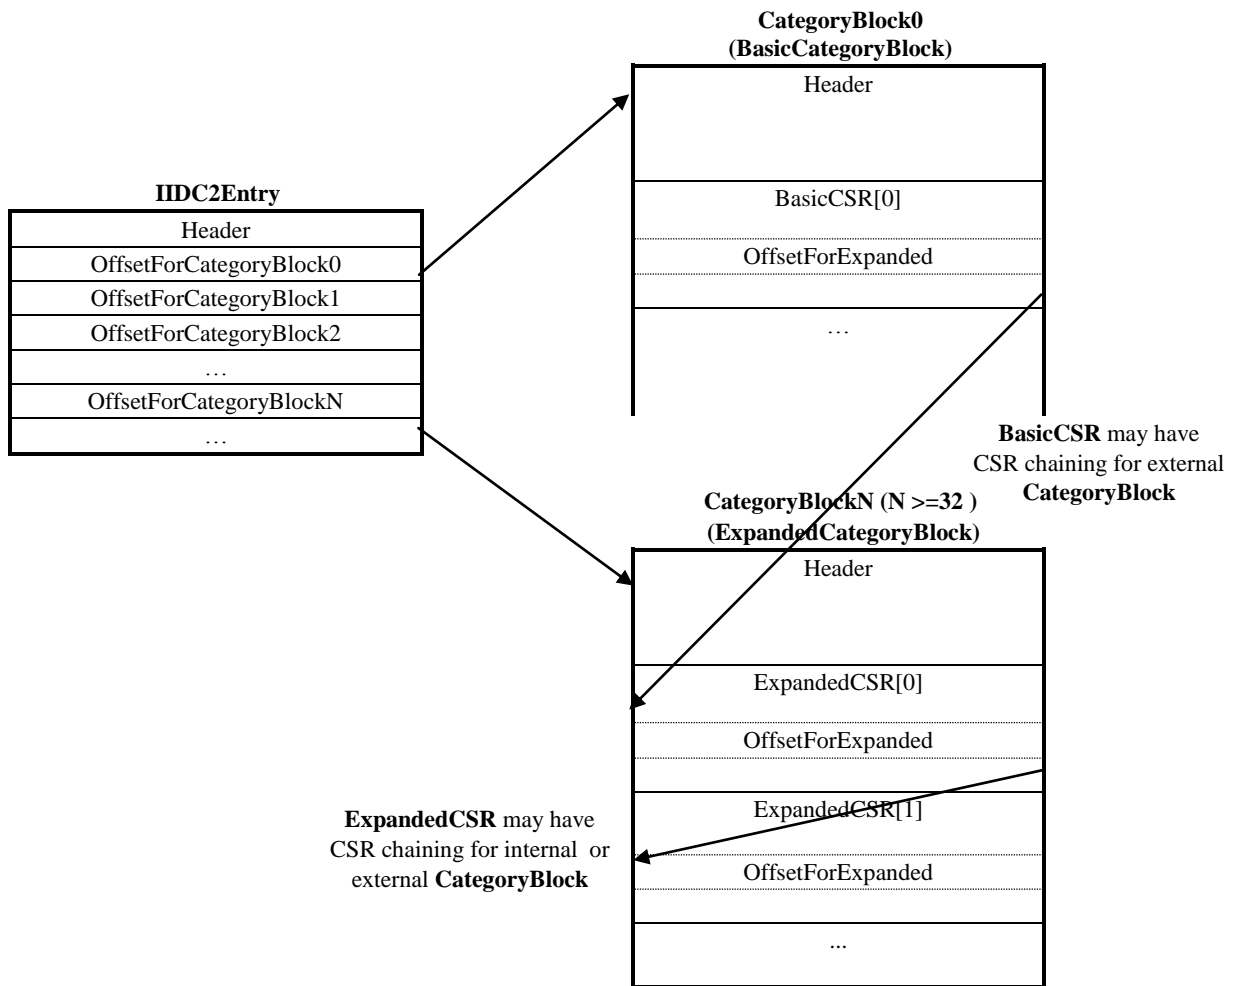 CategoryBlock0
(BasicCategoryBlock)
Header
BasicCSR[0]
OffsetForExpanded
…
IIDC2Entry
Header
OffsetForCategoryBlock0
OffsetForCategoryBlock1
OffsetForCategoryBlock2
…
OffsetForCategoryBlockN
…
BasicCSR may have
CSR chaining for external
CategoryBlock
CategoryBlockN (N >=32 )
(ExpandedCategoryBlock)
Header
ExpandedCSR[0]
OffsetForExpanded
ExpandedCSR[1]
OffsetForExpanded
...
ExpandedCSR may have
CSR chaining for internal or
external CategoryBlock